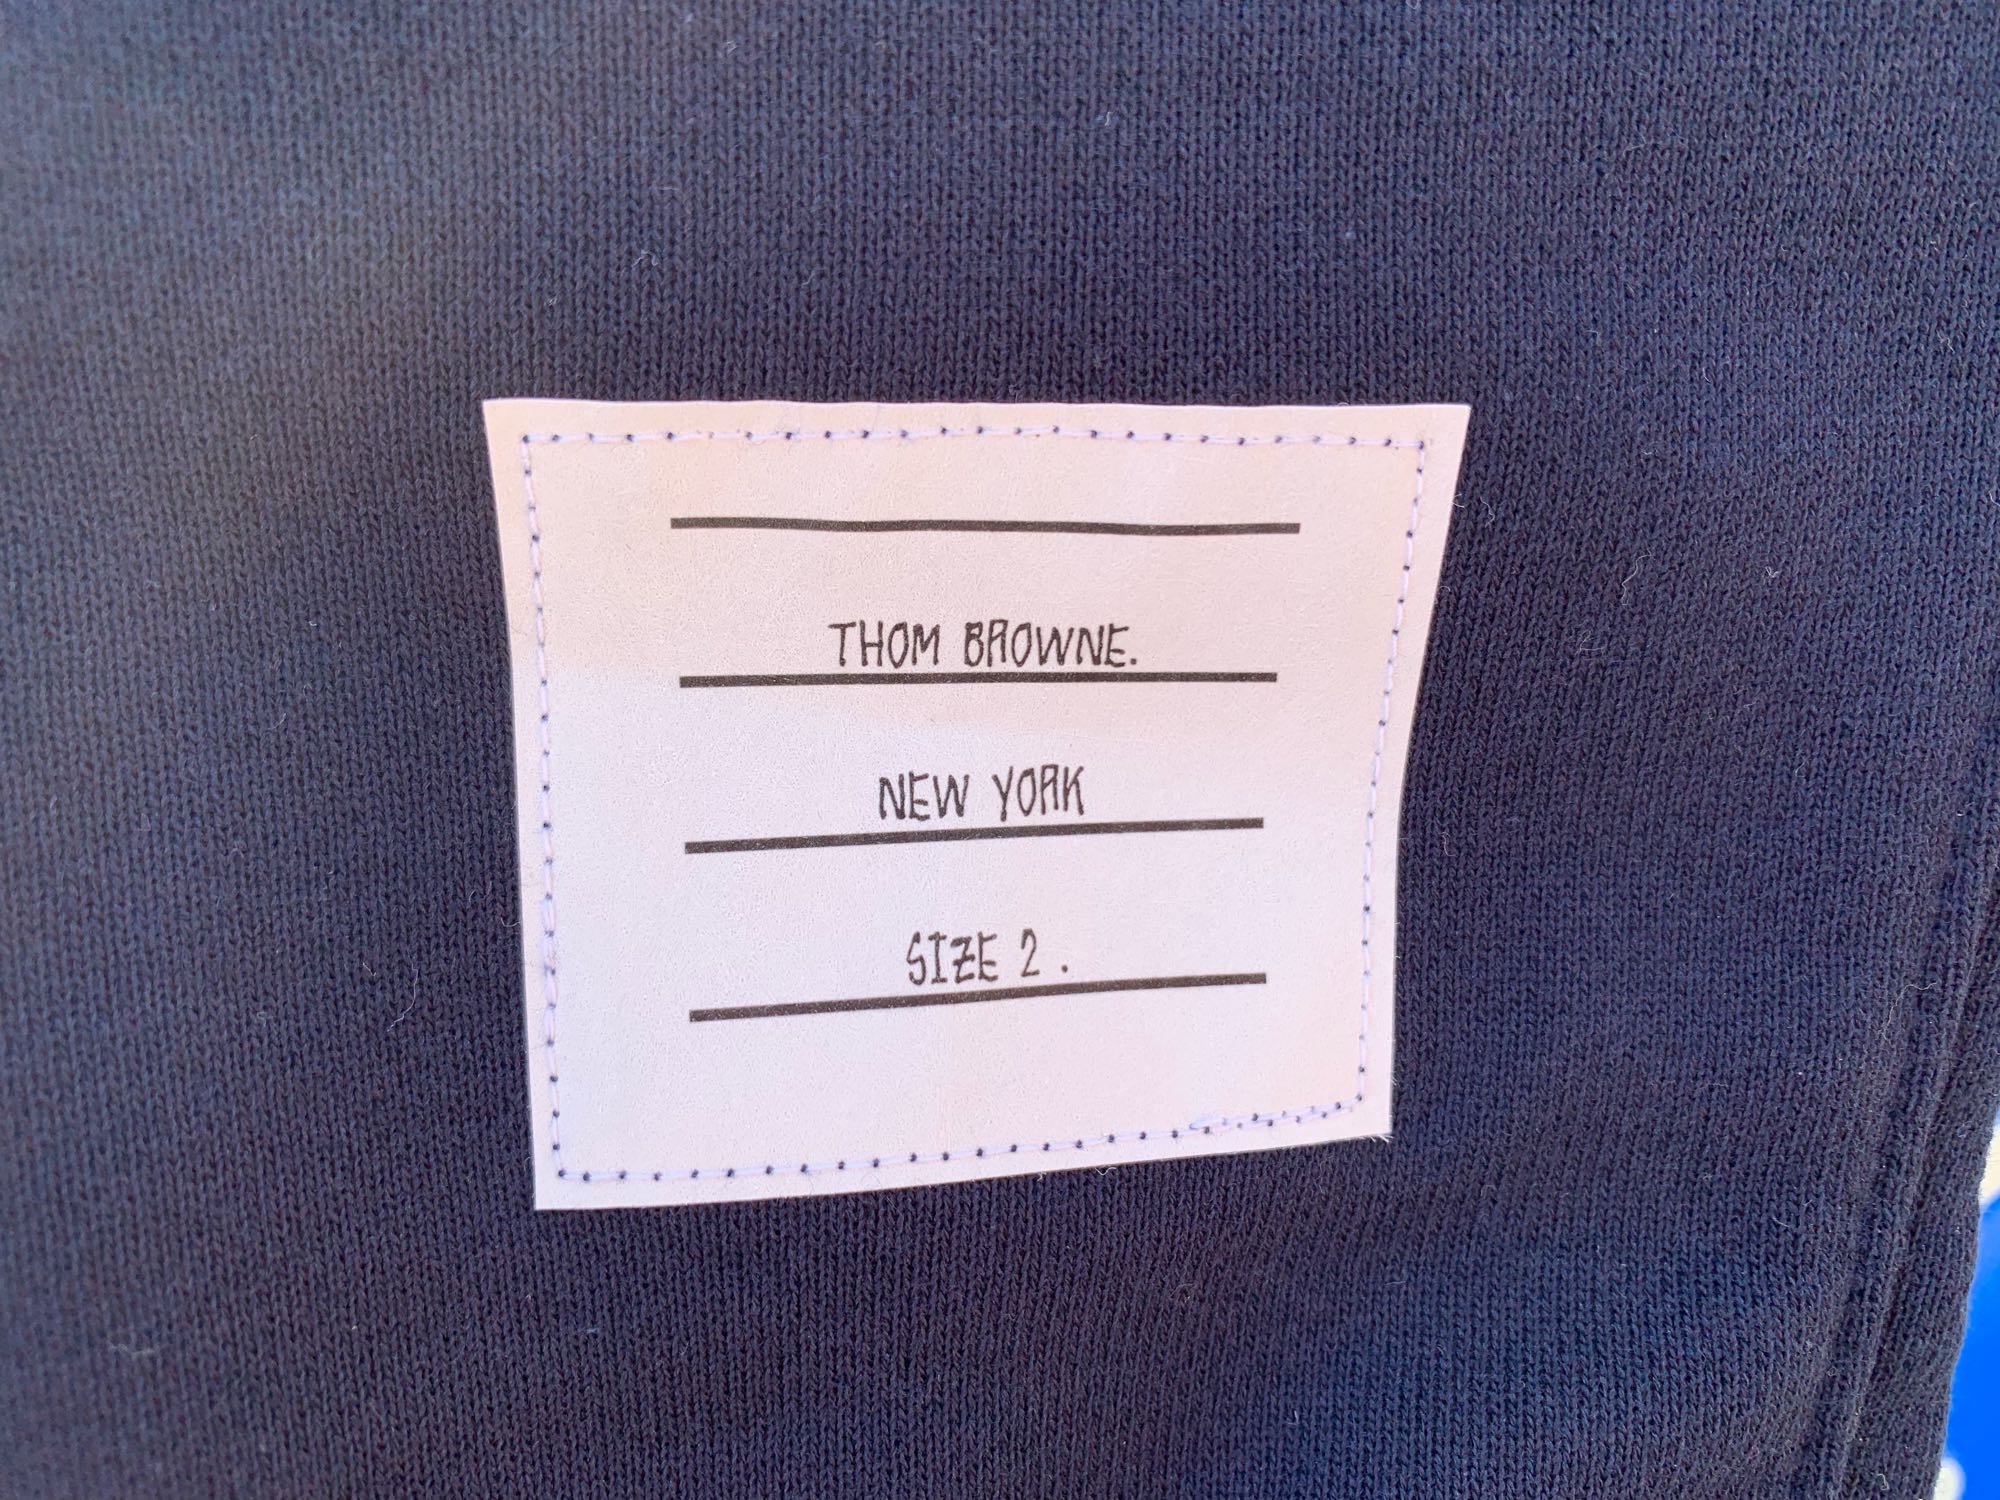 THOM BROWNE.
NEW YORK
SIZE 2 .